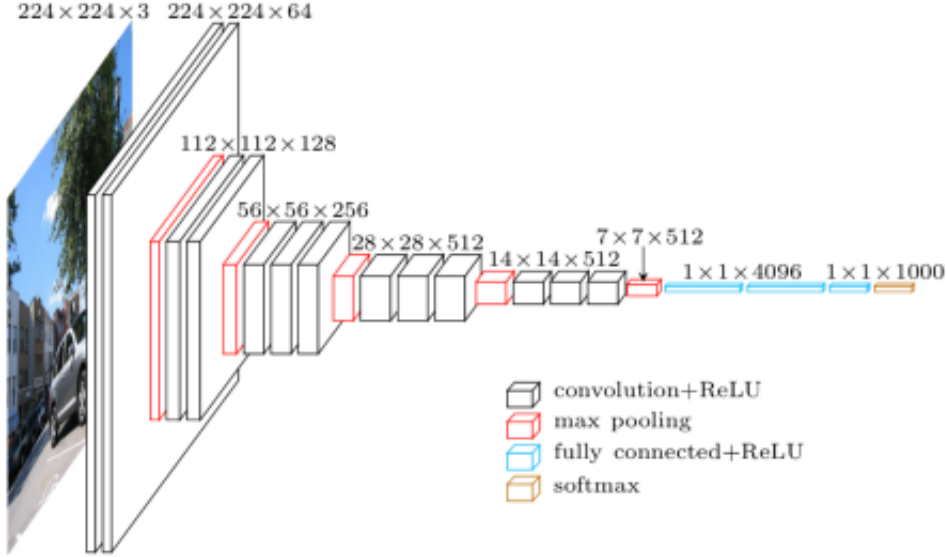 224×224×3
224×224×64
112×112×128
56×56×256
28×28×512
14×14×512
7×7×512
1×1×4096
1×1×1000
convolution+ReLU
max pooling
fully connected+ReLU
softmax